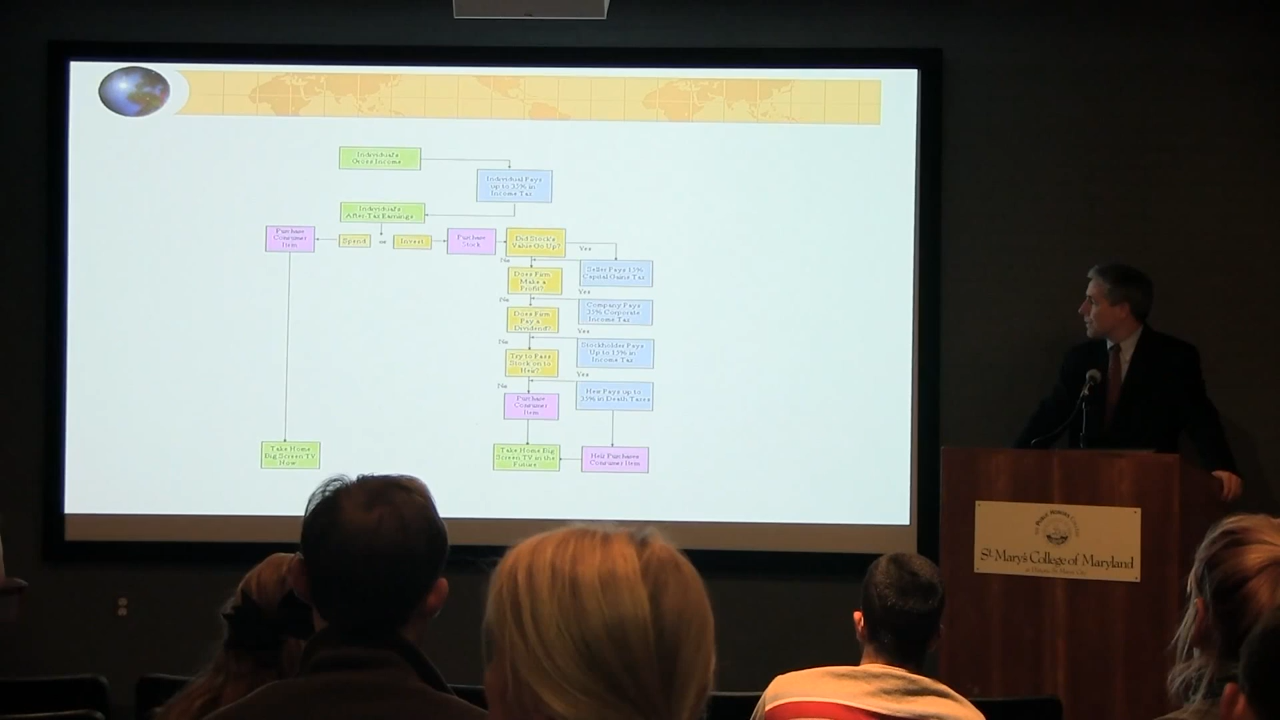 Individual's
Gross Income
Individual Pays
up to 35% in
Income Tax
Individual's
After-Tax Earnings
Purchase
Consumer
Item
Spend
or
Invest
Purchase
Stock
Did Stock's
Value Go Up?
Yes
No
Seller Pays 15%
Capital Gains Tax
Does Firm
Make a
Profit?
Yes
No
Company Pays
35% Corporate
Income Tax
Does Firm
Pay a
Dividend?
Yes
No
Stockholder Pays
Up to 15% in
Income Tax
Try to Pass
Stock on to
Heir?
Yes
No
Heir Pays up to
35% in Death Taxes
Purchase
Consumer
Item
Take Home
Big Screen TV
Now
Take Home Big
Screen TV in the
Future
Heir Purchases
Consumer Item
St. Mary's College of Maryland